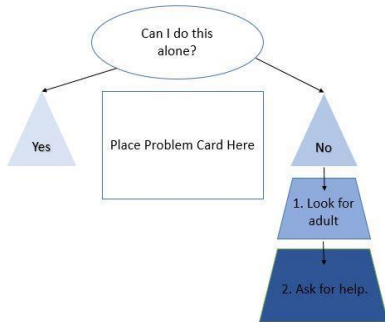 Can I do this
alone?
Yes
Place Problem Card Here
No
1. Look for
adult
2. Ask for help.